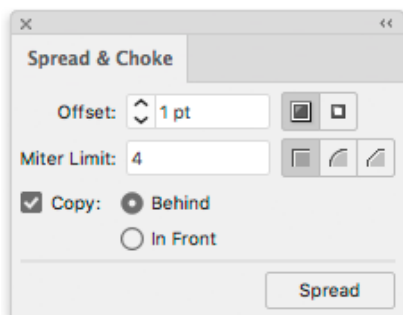 Spread & Choke
Offset: 1 pt
Miter Limit: 4
Copy: Behind
In Front
Spread